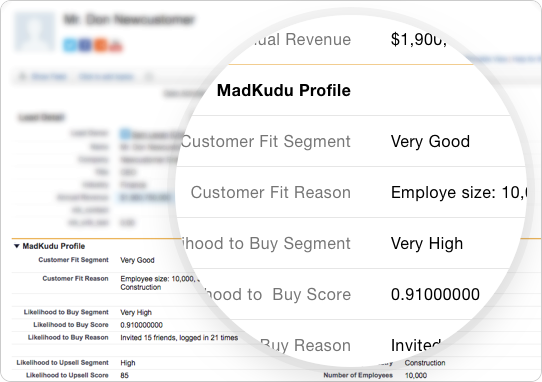 Mr. Don Newcustomer
Lead Detail
ual Revenue $1,900,
MadKudu Profile
Customer Fit Segment Very Good
Customer Fit Reason Employe size: 10,0
ihood to Buy Segment Very High
hood to Buy Score 0.91000000
Buy Reason Invited
MadKudu Profile
Customer Fit Segment Very Good
Customer Fit Reason Employee size: 10,000,
Construction
Likelihood to Buy Segment Very High
Likelihood to Buy Score 0.910000000
Likelihood to Buy Reason Invited 15 friends, logged in 21 times
Likelihood to Upsell Segment High Construction
Likelihood to Upsell Score 85 Number of Employees 10,000